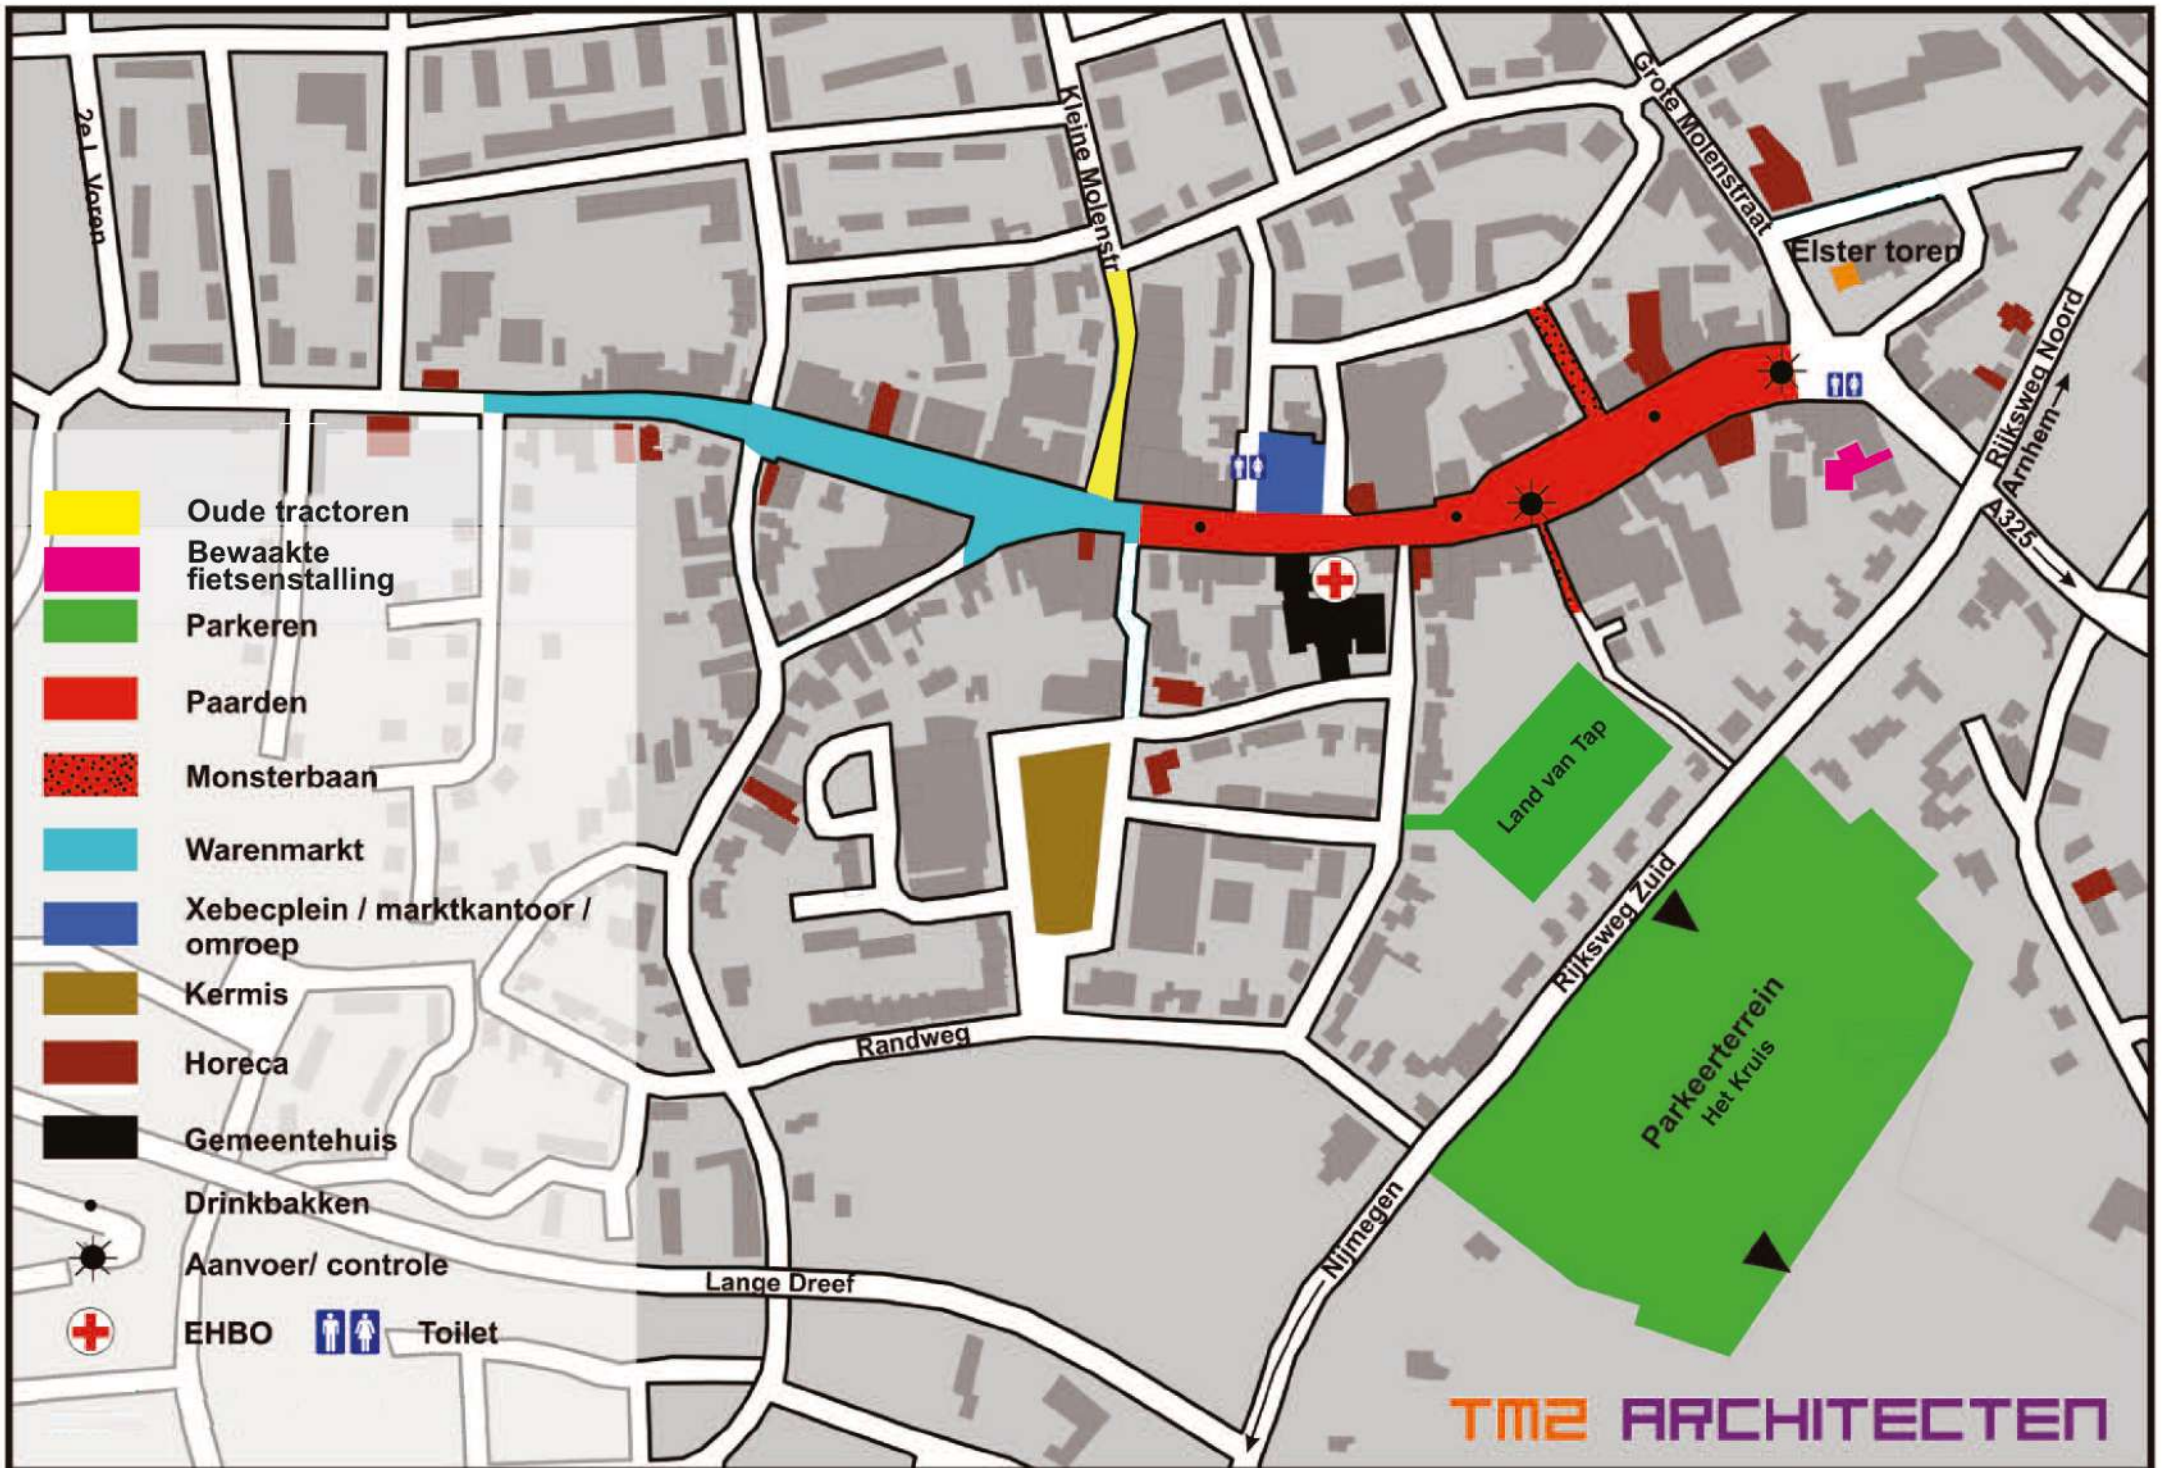 2e L. Voren
Kleine Molenstr
Grote Molenstraat
Elster toren
Rijksweg Noord
Arnhem
A325
Oude tractoren
Bewaakte
fietsenstalling
Parkeren
Paarden
Monsterbaan
Warenmarkt
Xebecplein / marktkantoor /
omroep
Kermis
Horeca
Gemeentehuis
Drinkbakken
Aanvoer/ controle
EHBO
Toilet
Land van Tap
Rijksweg Zuid
Parkeerterrein
Het Kruis
Randweg
Nijmegen
Lange Dreef
TM2 ARCHITECTEN